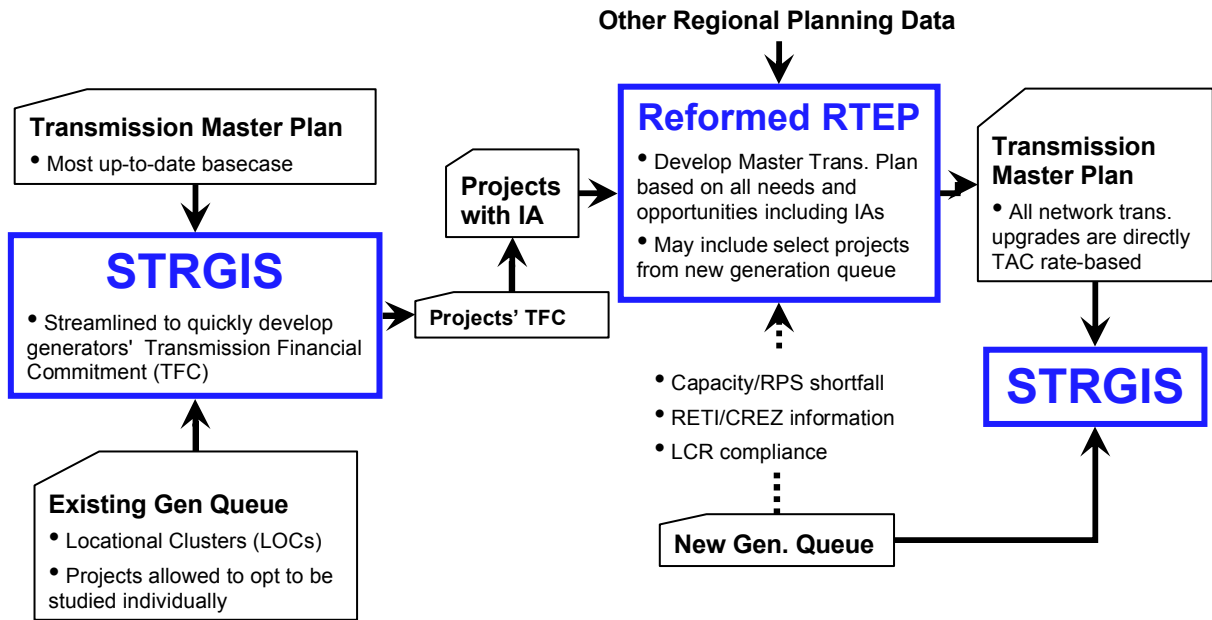 Other Regional Planning Data
Transmission Master Plan
• Most up-to-date basecase
STRGIS
• Streamlined to quickly develop
generators' Transmission Financial
Commitment (TFC)
Existing Gen Queue
• Locational Clusters (LOCs)
• Projects allowed to opt to be
studied individually
Projects' TFC
Projects
with IA
Reformed RTEP
• Develop Master Trans. Plan
based on all needs and
opportunities including IAs
• May include select projects
from new generation queue
• Capacity/RPS shortfall
• RETI/CREZ information
• LCR compliance
New Gen. Queue
Transmission
Master Plan
• All network trans.
upgrades are directly
TAC rate-based
STRGIS